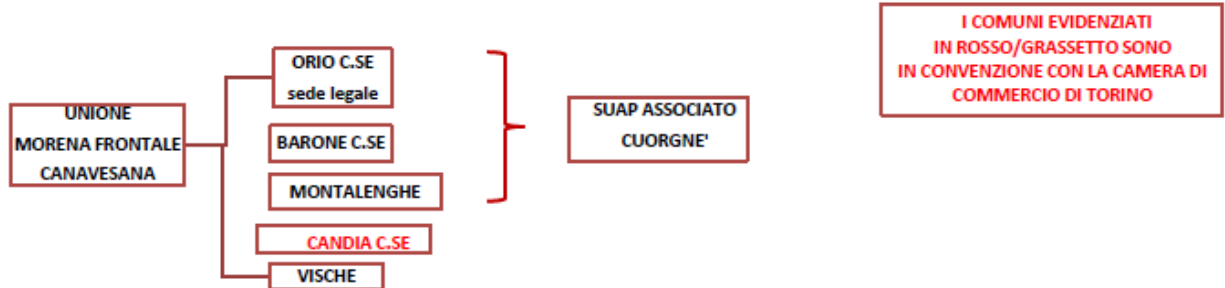 I COMUNI EVIDENZIATI
IN ROSSO/GRASSETTO SONO
IN CONVENZIONE CON LA CAMERA DI
COMMERCIO DI TORINO
UNIONE
MORENA FRONTALE
CANAVESANA
ORIO C.SE
sede legale
BARONE C.SE
MONTALENGHE
CANDIA C.SE
VISCHE
SUAP ASSOCIATO
CUORGNE'